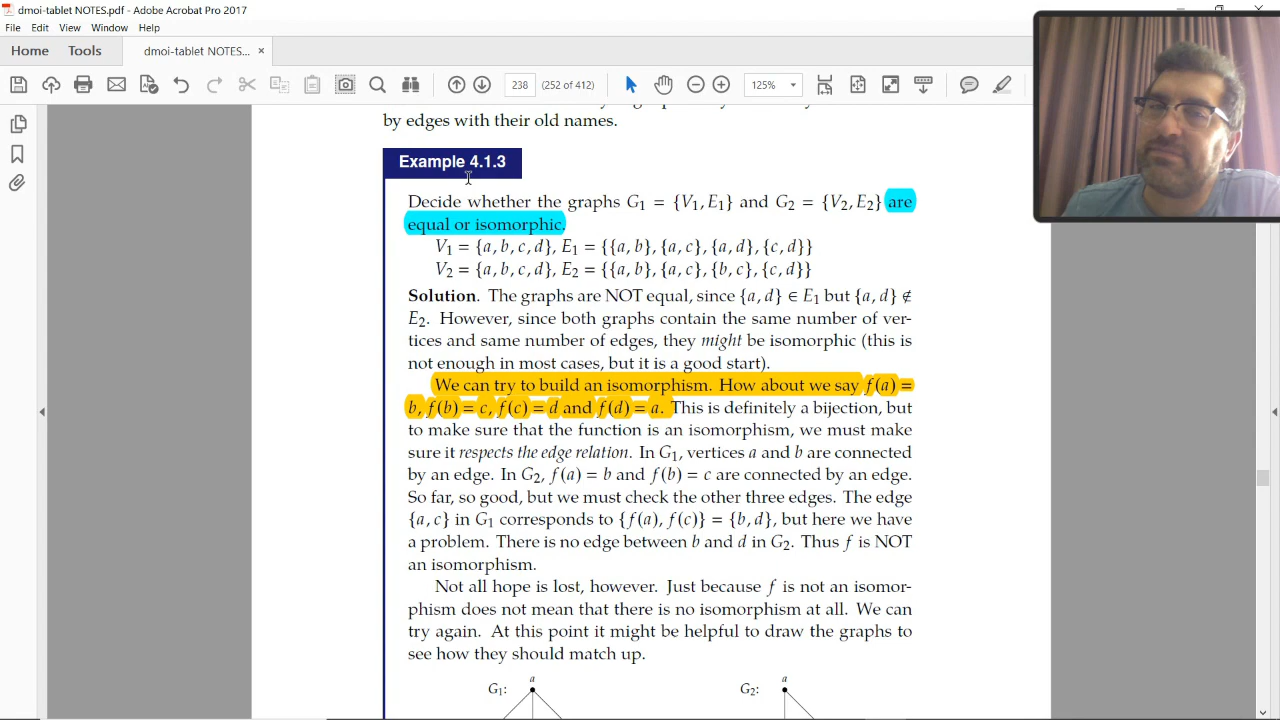 dmoi-tablet NOTES.pdf - Adobe Acrobat Pro 2017
File Edit View Window Help
Home Tools dmoi-tablet NOTES... ×
238 (252 of 412) 125%
by edges with their old names.
Example 4.1.3
Decide whether the graphs G₁ = {V₁, E₁} and G₂ = {V₂, E₂} are
equal or isomorphic.
V₁ = {a, b, c, d}, E₁ = {{a, b}, {a, c}, {a, d}, {c, d}}
V₂ = {a, b, c, d}, E₂ = {{a, b}, {a, c}, {b, c}, {c, d}}
Solution. The graphs are NOT equal, since {a, d} ∈ E₁ but {a, d} ∉
E₂. However, since both graphs contain the same number of ver-
tices and same number of edges, they might be isomorphic (this is
not enough in most cases, but it is a good start).
We can try to build an isomorphism. How about we say f(a) =
b, f(b) = c, f(c) = d and f(d) = a. This is definitely a bijection, but
to make sure that the function is an isomorphism, we must make
sure it respects the edge relation. In G₁, vertices a and b are connected
by an edge. In G₂, f(a) = b and f(b) = c are connected by an edge.
So far, so good, but we must check the other three edges. The edge
{a, c} in G₁ corresponds to {f(a), f(c)} = {b, d}, but here we have
a problem. There is no edge between b and d in G₂. Thus f is NOT
an isomorphism.
Not all hope is lost, however. Just because f is not an isomor-
phism does not mean that there is no isomorphism at all. We can
try again. At this point it might be helpful to draw the graphs to
see how they should match up.
G₁: a G₂: a